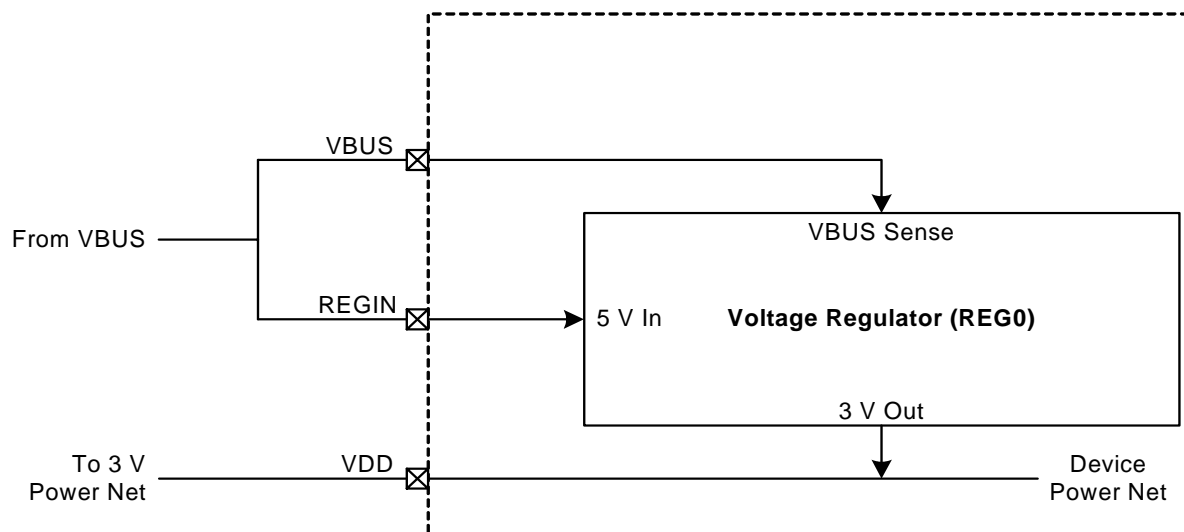 VBUS
From VBUS
VBUS Sense
REGIN
5 V In
Voltage Regulator (REG0)
3 V Out
To 3 V
Power Net
VDD
Device
Power Net